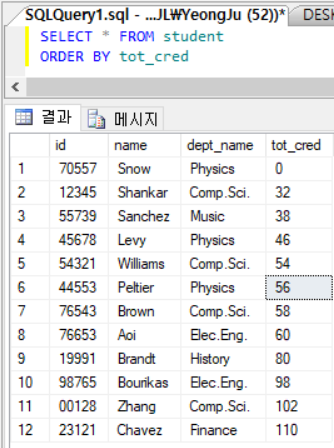 SQLQuery1.sql - ...JL￦YeongJu (52))*
SELECT * FROM student
ORDER BY tot_cred
결과 메시지
id name dept_name tot_cred
1 70557 Snow Physics 0
2 12345 Shankar Comp.Sci. 32
3 55739 Sanchez Music 38
4 45678 Levy Physics 46
5 54321 Williams Comp.Sci. 54
6 44553 Peltier Physics 56
7 76543 Brown Comp.Sci. 58
8 76653 Aoi Elec.Eng. 60
9 19991 Brandt History 80
10 98765 Bourikas Elec.Eng. 98
11 00128 Zhang Comp.Sci. 102
12 23121 Chavez Finance 110